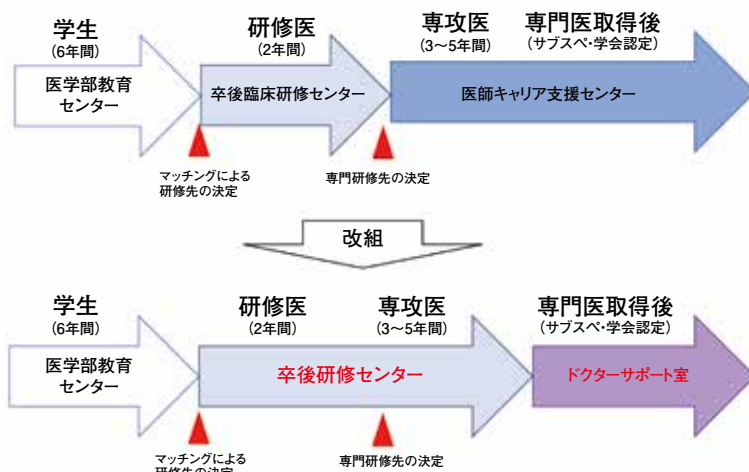 学生
(6年間)
研修医
(2年間)
専攻医
(3～5年間)
専門医取得後
(サブスペ・学会認定)
医学部教育
センター
卒後臨床研修センター
医師キャリア支援センター
マッチングによる
研修先の決定
専門研修先の決定
改組
学生
(6年間)
研修医
(2年間)
専攻医
(3～5年間)
専門医取得後
(サブスペ・学会認定)
医学部教育
センター
卒後研修センター
ドクターサポート室
マッチングによる
研修先の決定
専門研修先の決定